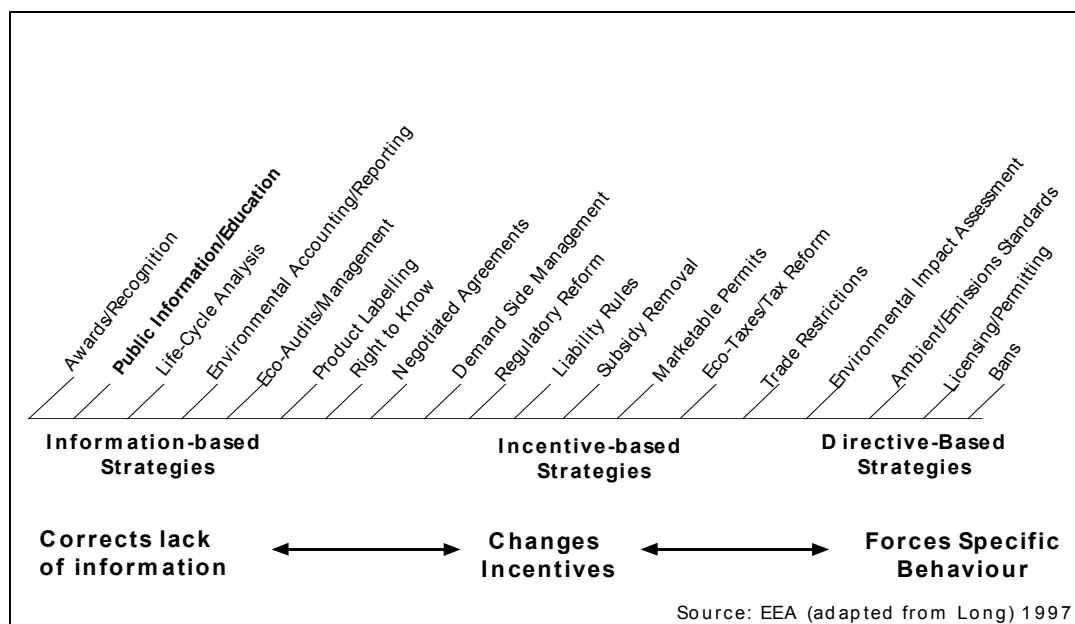 Awards/Recognition
Public Information/Education
Life-Cycle Analysis
Environmental Accounting/Reporting
Eco-Audits/Management
Product Labelling
Right to Know
Negotiated Agreements
Demand Side Management
Regulatory Reform
Liability Rules
Subsidy Removal
Marketable Permits
Eco-Taxes/Tax Reform
Trade Restrictions
Environmental Impact Assessment
Ambient/Emissions Standards
Licensing/Permitting
Bans
Information-based
Strategies
Incentive-based
Strategies
Directive-Based
Strategies
Corrects lack
of information
Changes
Incentives
Forces Specific
Behaviour
Source: EEA (adapted from Long) 1997